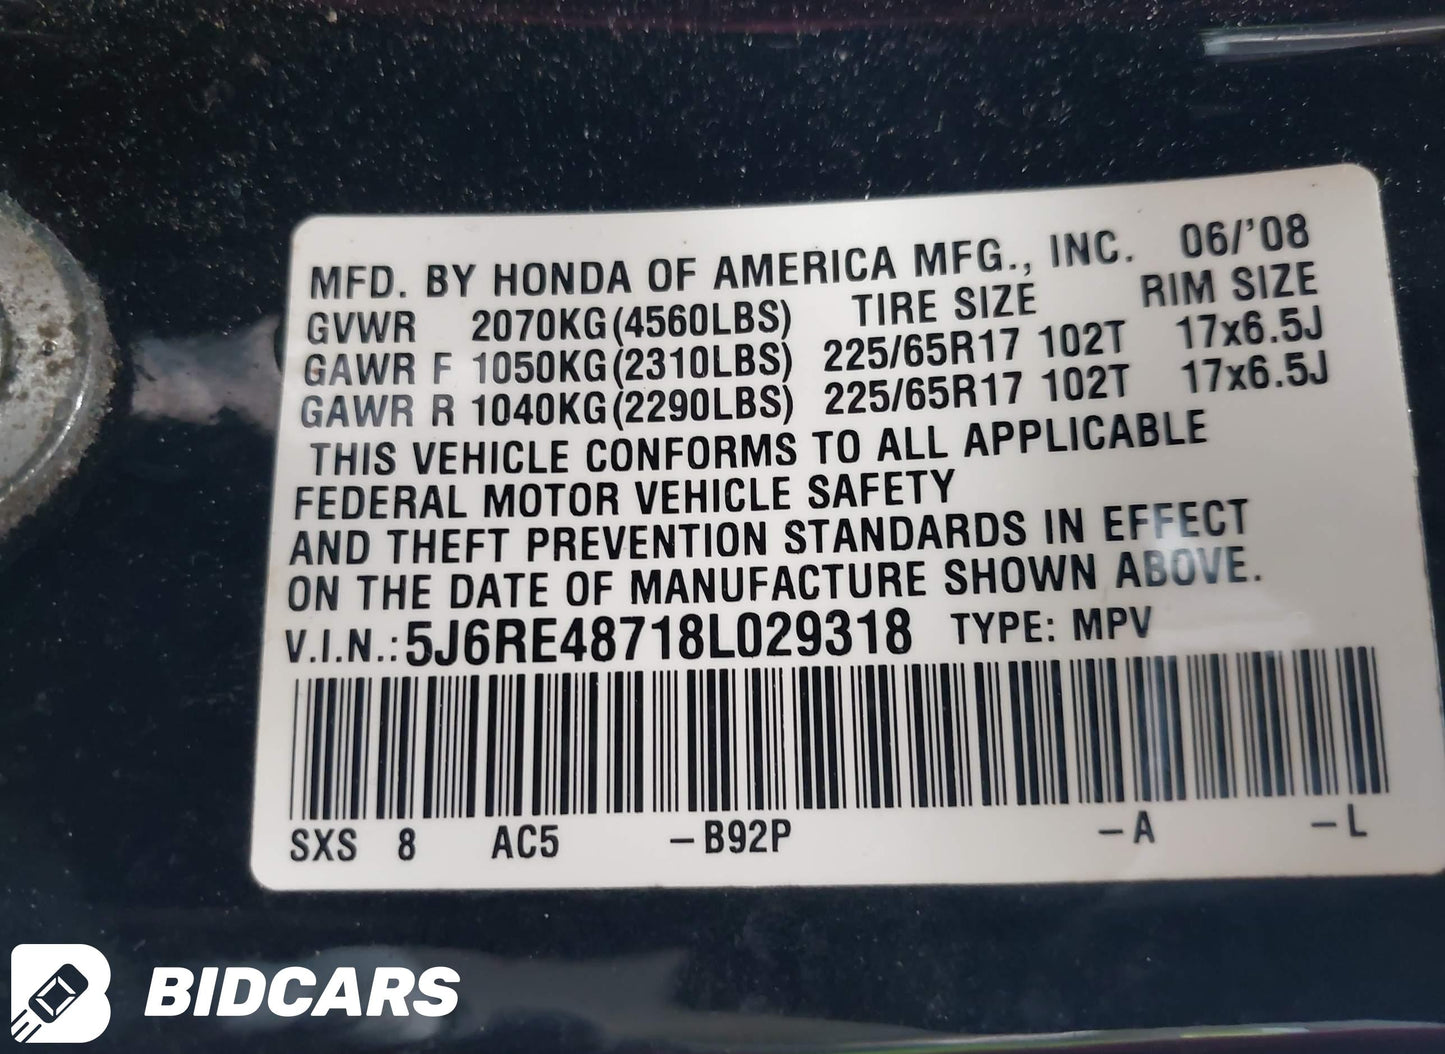 MFD. BY HONDA OF AMERICA MFG., INC. 06/'08
GVWR 2070KG(4560LBS) TIRE SIZE RIM SIZE
GAWR F 1050KG(2310LBS) 225/65R17 102T 17x6.5J
GAWR R 1040KG(2290LBS) 225/65R17 102T 17x6.5J
THIS VEHICLE CONFORMS TO ALL APPLICABLE
FEDERAL MOTOR VEHICLE SAFETY
AND THEFT PREVENTION STANDARDS IN EFFECT
ON THE DATE OF MANUFACTURE SHOWN ABOVE.
V.I.N.: 5J6RE48718L029318 TYPE: MPV
SXS 8 AC5 -B92P -A -L
BIDCARS